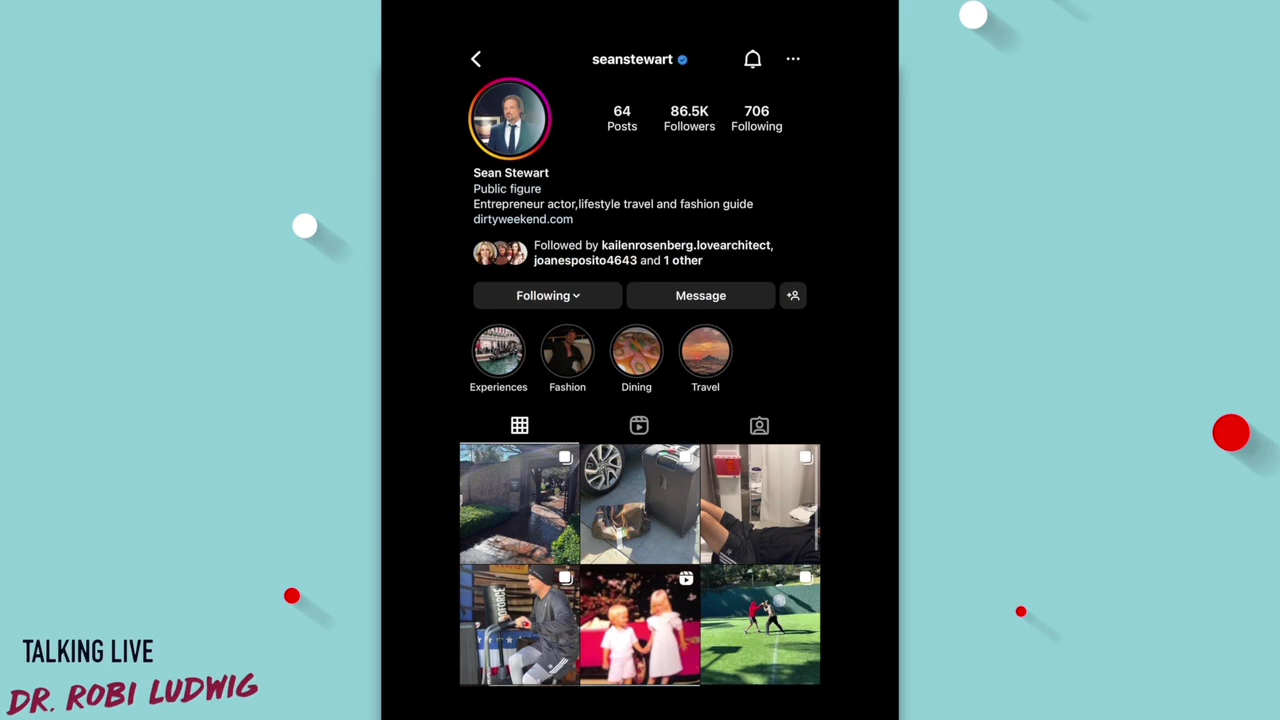 seanstewart
64
86.5K
706
Posts
Followers
Following
Sean Stewart
Public figure
Entrepreneur actor,lifestyle travel and fashion guide
dirtyweekend.com
Followed by kailenrosenberg.lovearchitect,
joanesposito4643 and 1 other
Following
Message
Experiences
Fashion
Dining
Travel
TALKING LIVE
DR. ROBI LUDWIG